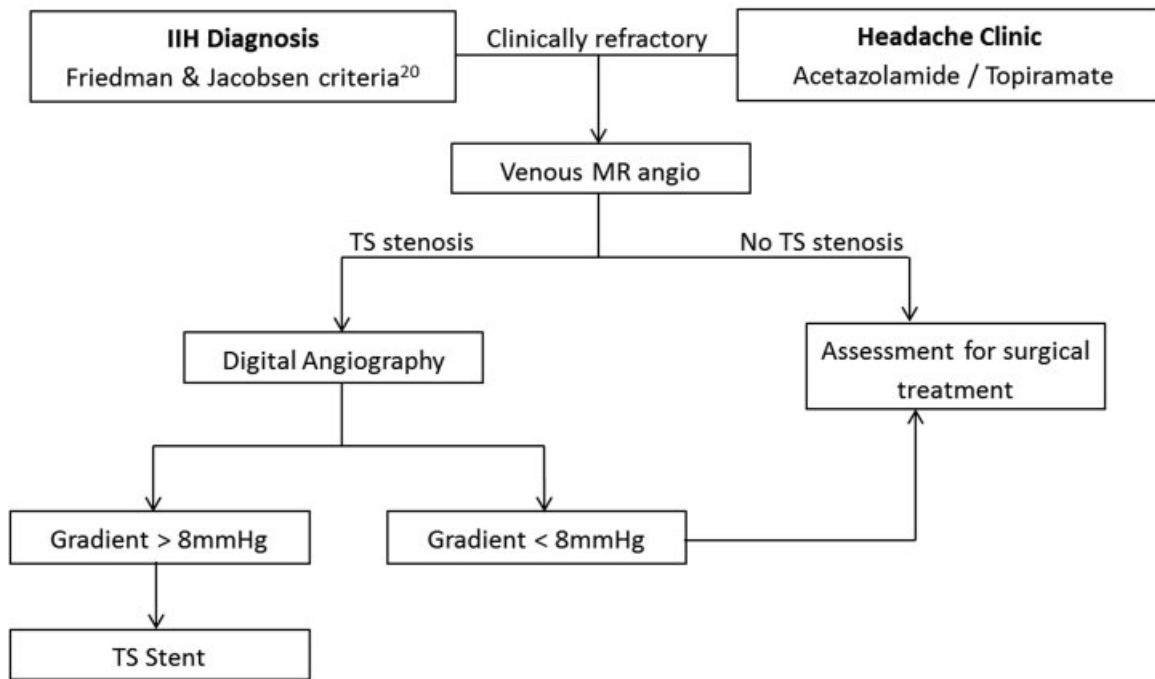 IIH Diagnosis
Friedman & Jacobsen criteria20
Clinically refractory
Headache Clinic
Acetazolamide / Topiramate
Venous MR angio
TS stenosis
No TS stenosis
Digital Angiography
Assessment for surgical
treatment
Gradient > 8mmHg
Gradient < 8mmHg
TS Stent